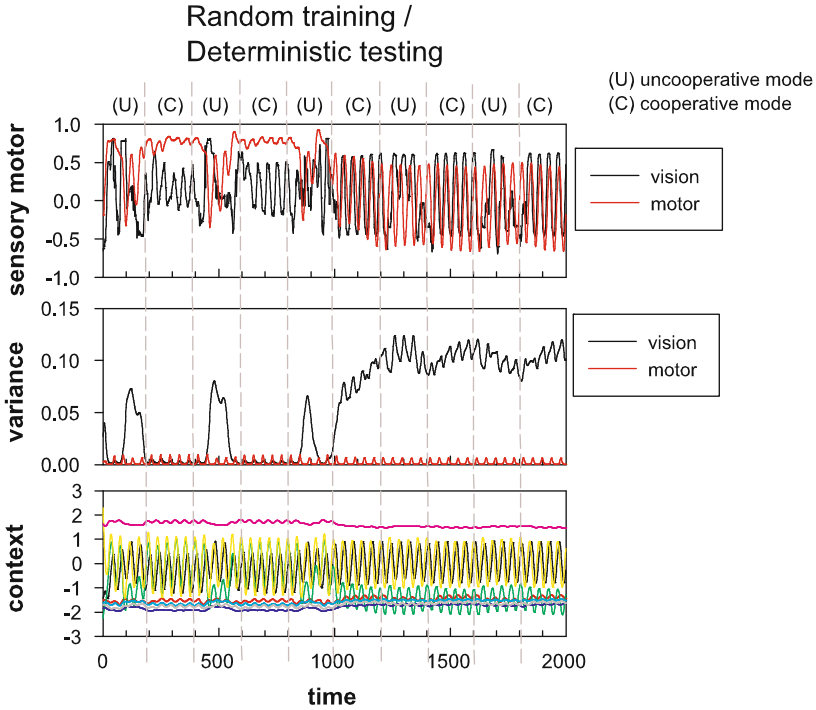 Random training /
Deterministic testing
(U) (C) (U) (C) (U) (C) (U) (C) (U) (C)
(U) uncooperative mode
(C) cooperative mode
sensory motor
1.0
0.5
0.0
-0.5
-1.0
vision
motor
variance
0.15
0.10
0.05
0.00
vision
motor
context
3
2
1
0
-1
-2
-3
0 500 1000 1500 2000
time